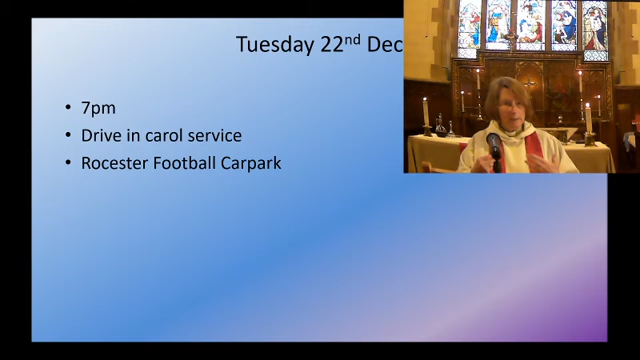 Tuesday 22nd Dec
• 7pm
• Drive in carol service
• Rocester Football Carpark